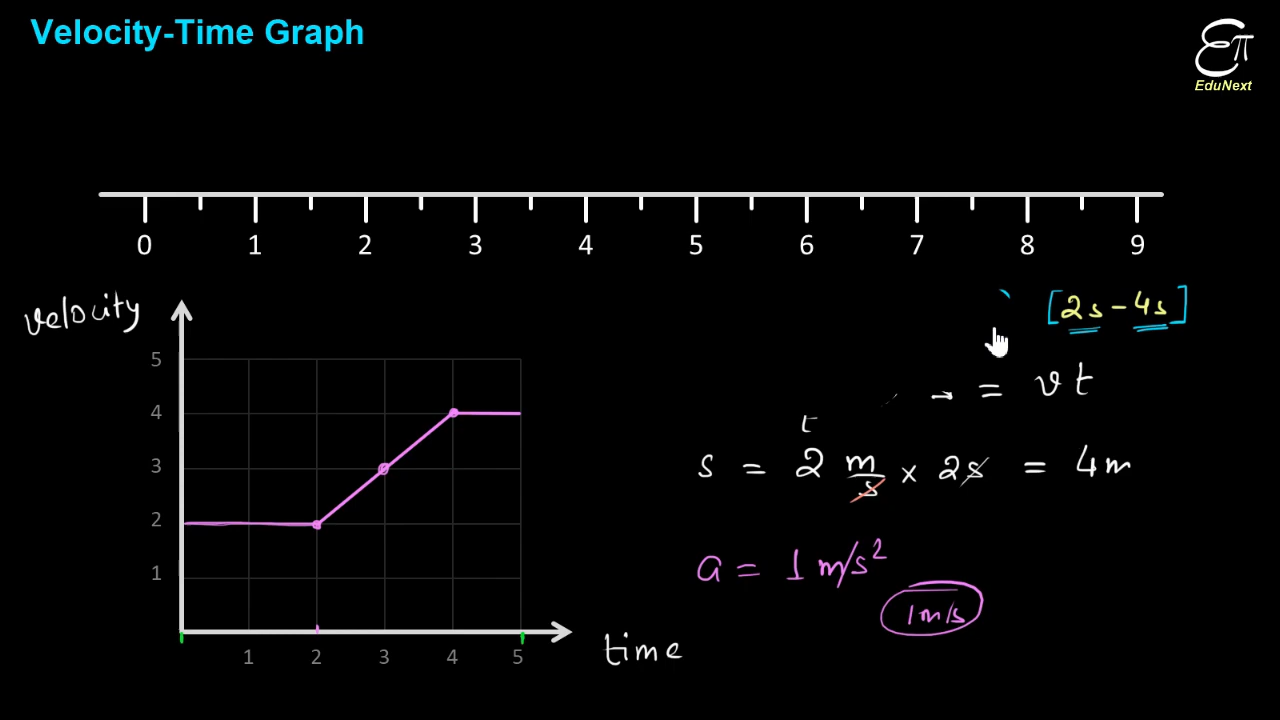 Velocity-Time Graph
Eπ
EduNext
0 1 2 3 4 5 6 7 8 9
velocity
[2s - 4s]
5
4
3
2
1
1 2 3 4 5
time
= vt
t
s = 2 m/s × 2s = 4m
a = 1 m/s²
1m/s